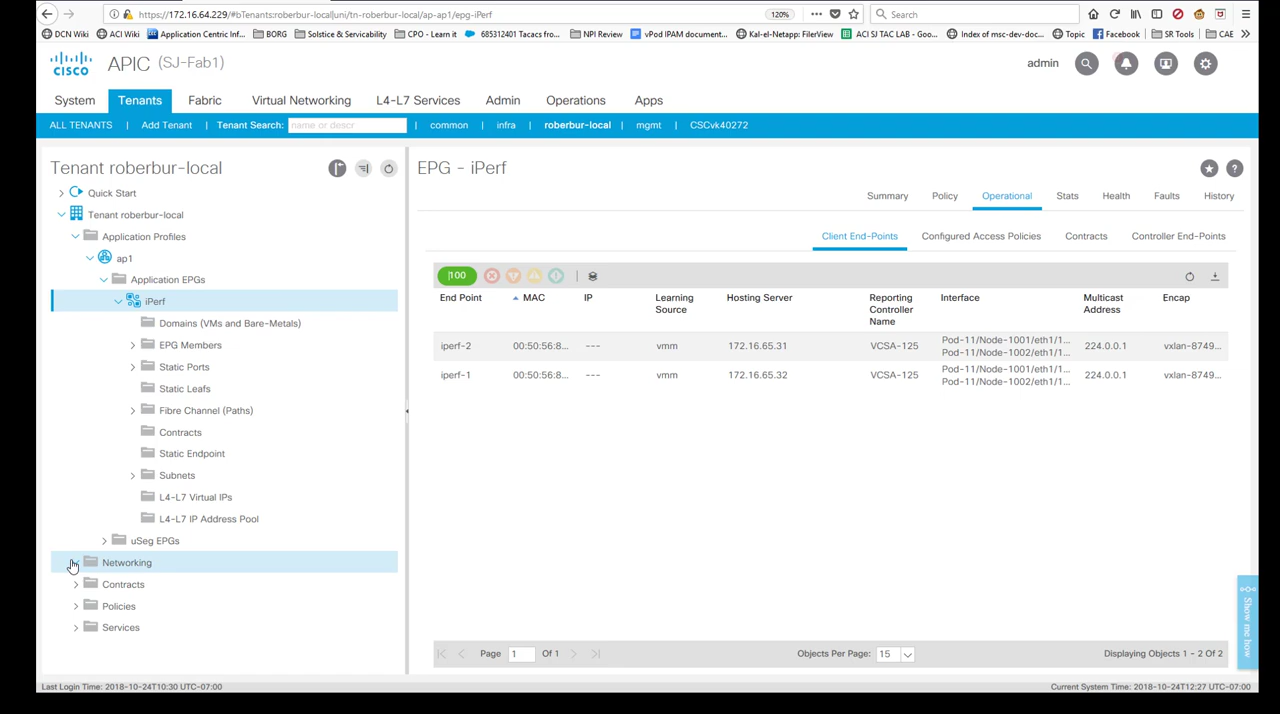 https://172.16.64.229/#bTenants:roberbur-local|uni/tn-roberbur-local/ap-ap1/epg-iPerf
120%
Search
DCN Wiki
ACI Wiki
Application Centric Inf...
BORG
Solstice & Servicability
CPO - Learn it
685312401 Tacacs fro...
NPI Review
vPod IPAM document...
Kal-el-Netapp: FilerView
ACI SJ TAC LAB - Goo...
Index of msc-dev-doc...
Topic
Facebook
SR Tools
CAE
CISCO
APIC (SJ-Fab1)
admin
System
Tenants
Fabric
Virtual Networking
L4-L7 Services
Admin
Operations
Apps
ALL TENANTS | Add Tenant | Tenant Search: name or descr | common | infra | roberbur-local | mgmt | CSCvk40272
Tenant roberbur-local
Quick Start
Tenant roberbur-local
Application Profiles
ap1
Application EPGs
iPerf
Domains (VMs and Bare-Metals)
EPG Members
Static Ports
Static Leafs
Fibre Channel (Paths)
Contracts
Static Endpoint
Subnets
L4-L7 Virtual IPs
L4-L7 IP Address Pool
uSeg EPGs
Networking
Contracts
Policies
Services
EPG - iPerf
Summary
Policy
Operational
Stats
Health
Faults
History
Client End-Points
Configured Access Policies
Contracts
Controller End-Points
100
End Point
MAC
IP
Learning Source
Hosting Server
Reporting Controller Name
Interface
Multicast Address
Encap
iperf-2
00:50:56:8...
---
vmm
172.16.65.31
VCSA-125
Pod-11/Node-1001/eth1/1...
Pod-11/Node-1002/eth1/1...
224.0.0.1
vxlan-8749...
iperf-1
00:50:56:8...
---
vmm
172.16.65.32
VCSA-125
Pod-11/Node-1001/eth1/1...
Pod-11/Node-1002/eth1/1...
224.0.0.1
vxlan-8749...
Show me how
Page 1 Of 1
Objects Per Page: 15
Displaying Objects 1 - 2 Of 2
Last Login Time: 2018-10-24T10:30 UTC-07:00
Current System Time: 2018-10-24T12:27 UTC-07:00